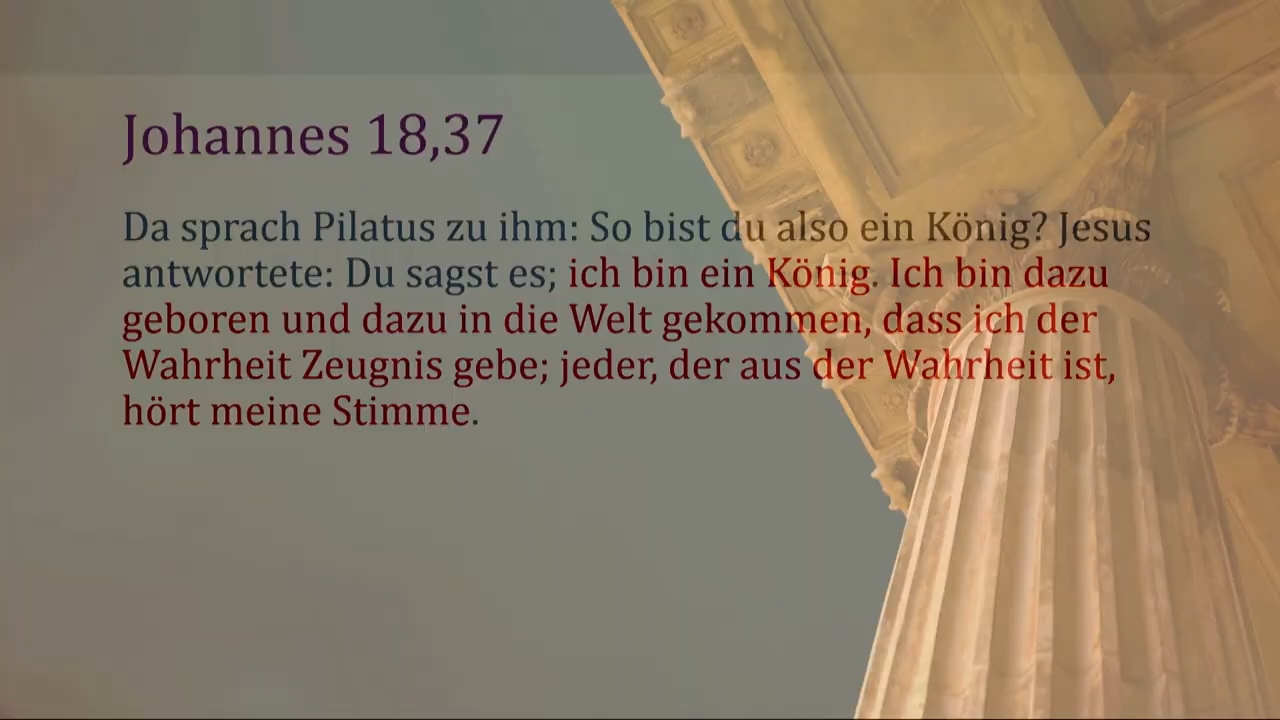 Johannes 18,37
Da sprach Pilatus zu ihm: So bist du also ein König? Jesus
antwortete: Du sagst es; ich bin ein König. Ich bin dazu
geboren und dazu in die Welt gekommen, dass ich der
Wahrheit Zeugnis gebe; jeder, der aus der Wahrheit ist,
hört meine Stimme.